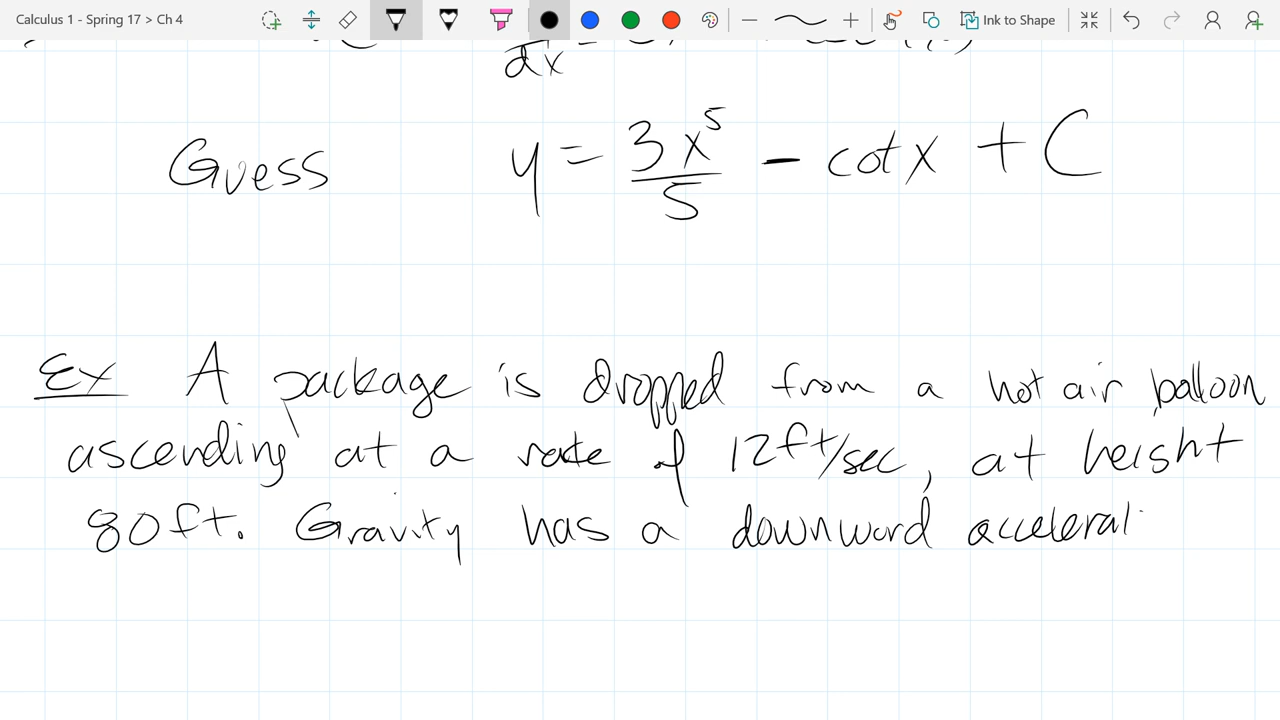 Calculus 1 - Spring 17 > Ch 4
Ink to Shape
dx
Guess y = 3x^5/5 - cot x + C
Ex A package is dropped from a hot air balloon
ascending at a rate of 12ft/sec, at height
80ft. Gravity has a downward accelerat